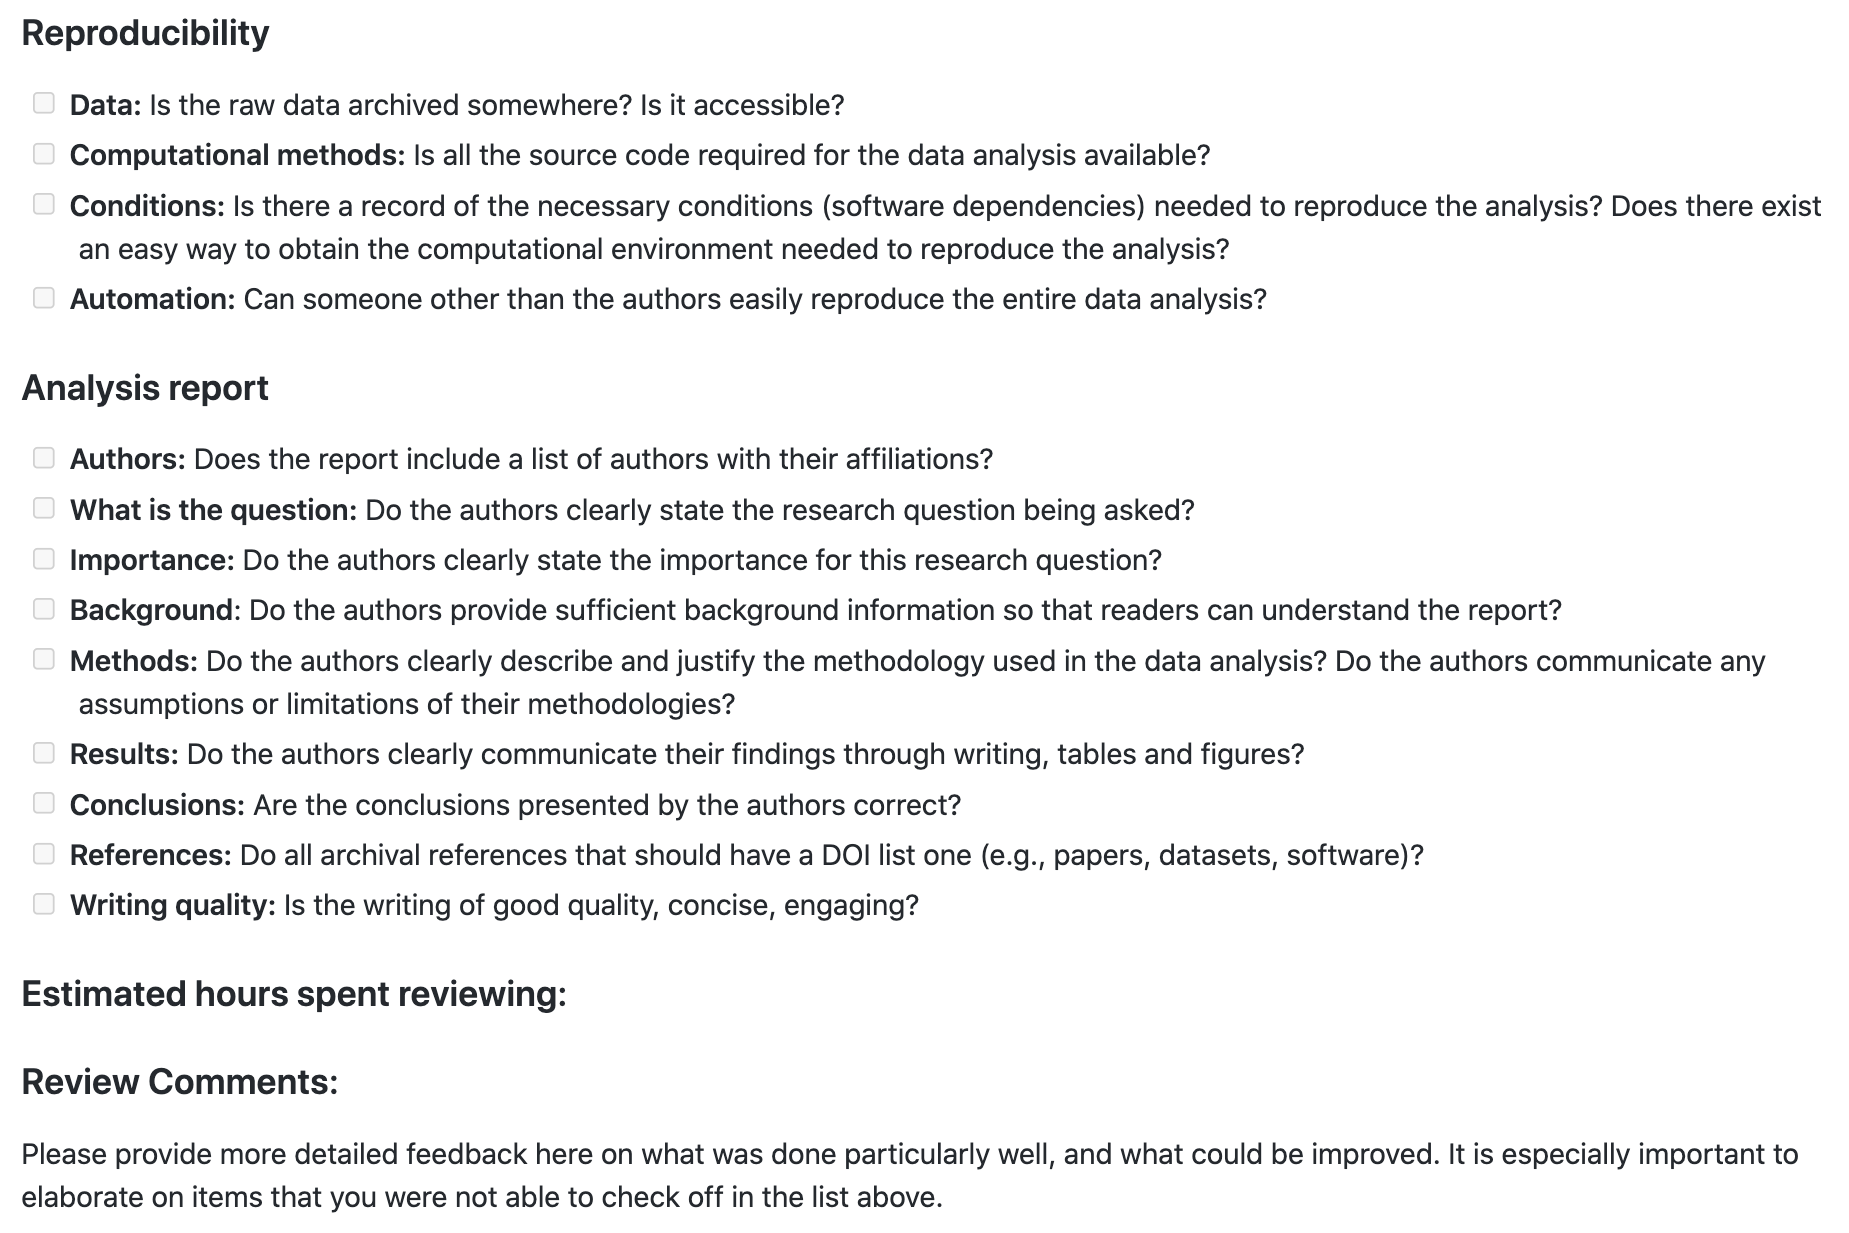 Reproducibility
Data: Is the raw data archived somewhere? Is it accessible?
Computational methods: Is all the source code required for the data analysis available?
Conditions: Is there a record of the necessary conditions (software dependencies) needed to reproduce the analysis? Does there exist
an easy way to obtain the computational environment needed to reproduce the analysis?
Automation: Can someone other than the authors easily reproduce the entire data analysis?
Analysis report
Authors: Does the report include a list of authors with their affiliations?
What is the question: Do the authors clearly state the research question being asked?
Importance: Do the authors clearly state the importance for this research question?
Background: Do the authors provide sufficient background information so that readers can understand the report?
Methods: Do the authors clearly describe and justify the methodology used in the data analysis? Do the authors communicate any
assumptions or limitations of their methodologies?
Results: Do the authors clearly communicate their findings through writing, tables and figures?
Conclusions: Are the conclusions presented by the authors correct?
References: Do all archival references that should have a DOI list one (e.g., papers, datasets, software)?
Writing quality: Is the writing of good quality, concise, engaging?
Estimated hours spent reviewing:
Review Comments:
Please provide more detailed feedback here on what was done particularly well, and what could be improved. It is especially important to
elaborate on items that you were not able to check off in the list above.